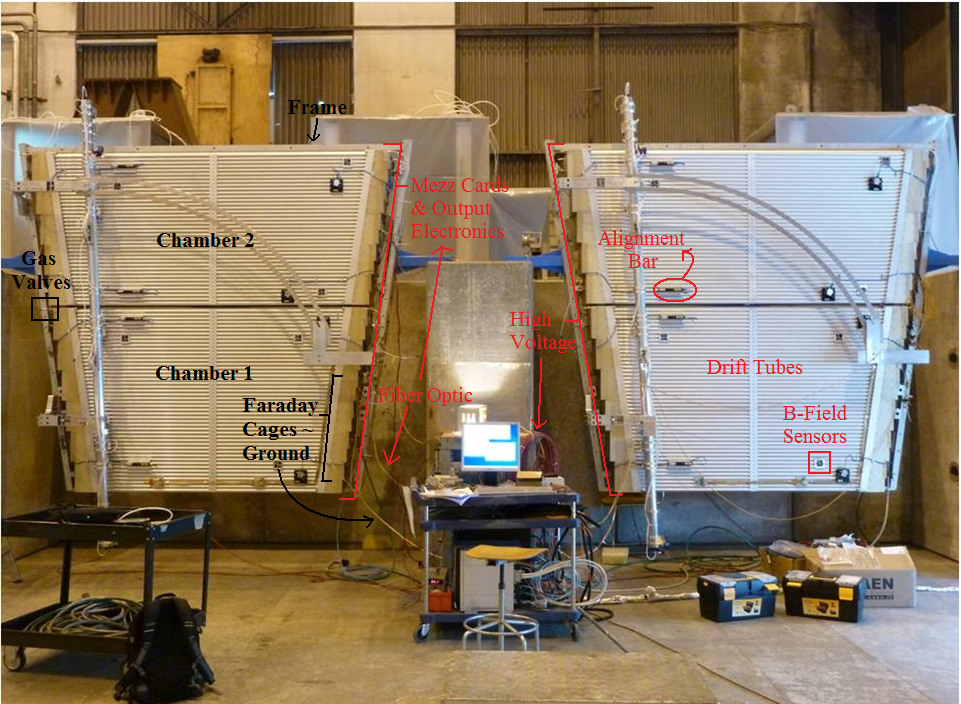 Frame
Mezz Cards
& Output
Electronics
Chamber 2
Alignment
Bar
Gas
Valves
High
Voltage
Chamber 1
Drift Tubes
Fiber Optic
Faraday
Cages ~
Ground
B-Field
Sensors
AEN